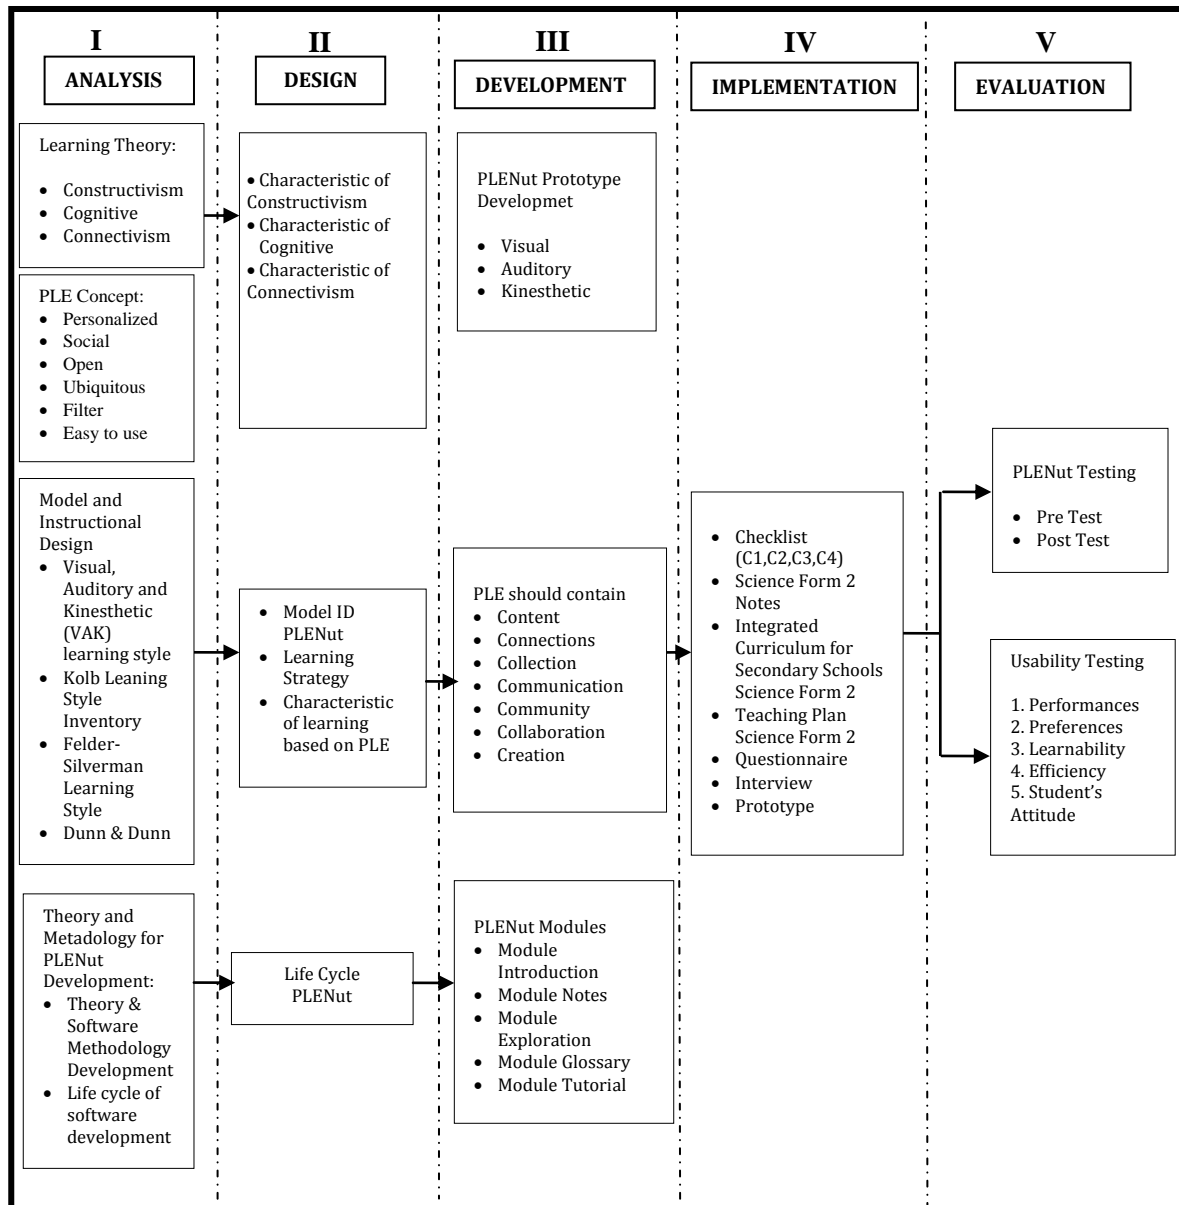 I
ANALYSIS
Learning Theory:
• Constructivism
• Cognitive
• Connectivism
PLE Concept:
• Personalized
• Social
• Open
• Ubiquitous
• Filter
• Easy to use
Model and
Instructional
Design
• Visual,
Auditory and
Kinesthetic
(VAK)
learning style
• Kolb Leaning
Style
Inventory
• Felder-
Silverman
Learning
Style
• Dunn & Dunn
Theory and
Metadology for
PLENut
Development:
• Theory &
Software
Methodology
Development
• Life cycle of
software
development
II
DESIGN
• Characteristic of
Constructivism
• Characteristic of
Cognitive
• Characteristic of
Connectivism
• Model ID
PLENut
• Learning
Strategy
• Characteristic
of learning
based on PLE
Life Cycle
PLENut
III
DEVELOPMENT
PLENut Prototype
Developmet
• Visual
• Auditory
• Kinesthetic
PLE should contain
• Content
• Connections
• Collection
• Communication
• Community
• Collaboration
• Creation
PLENut Modules
• Module
Introduction
• Module Notes
• Module
Exploration
• Module Glossary
• Module Tutorial
IV
IMPLEMENTATION
• Checklist
(C1,C2,C3,C4)
• Science Form 2
Notes
• Integrated
Curriculum for
Secondary Schools
Science Form 2
• Teaching Plan
Science Form 2
• Questionnaire
• Interview
• Prototype
V
EVALUATION
PLENut Testing
• Pre Test
• Post Test
Usability Testing
1. Performances
2. Preferences
3. Learnability
4. Efficiency
5. Student's
Attitude